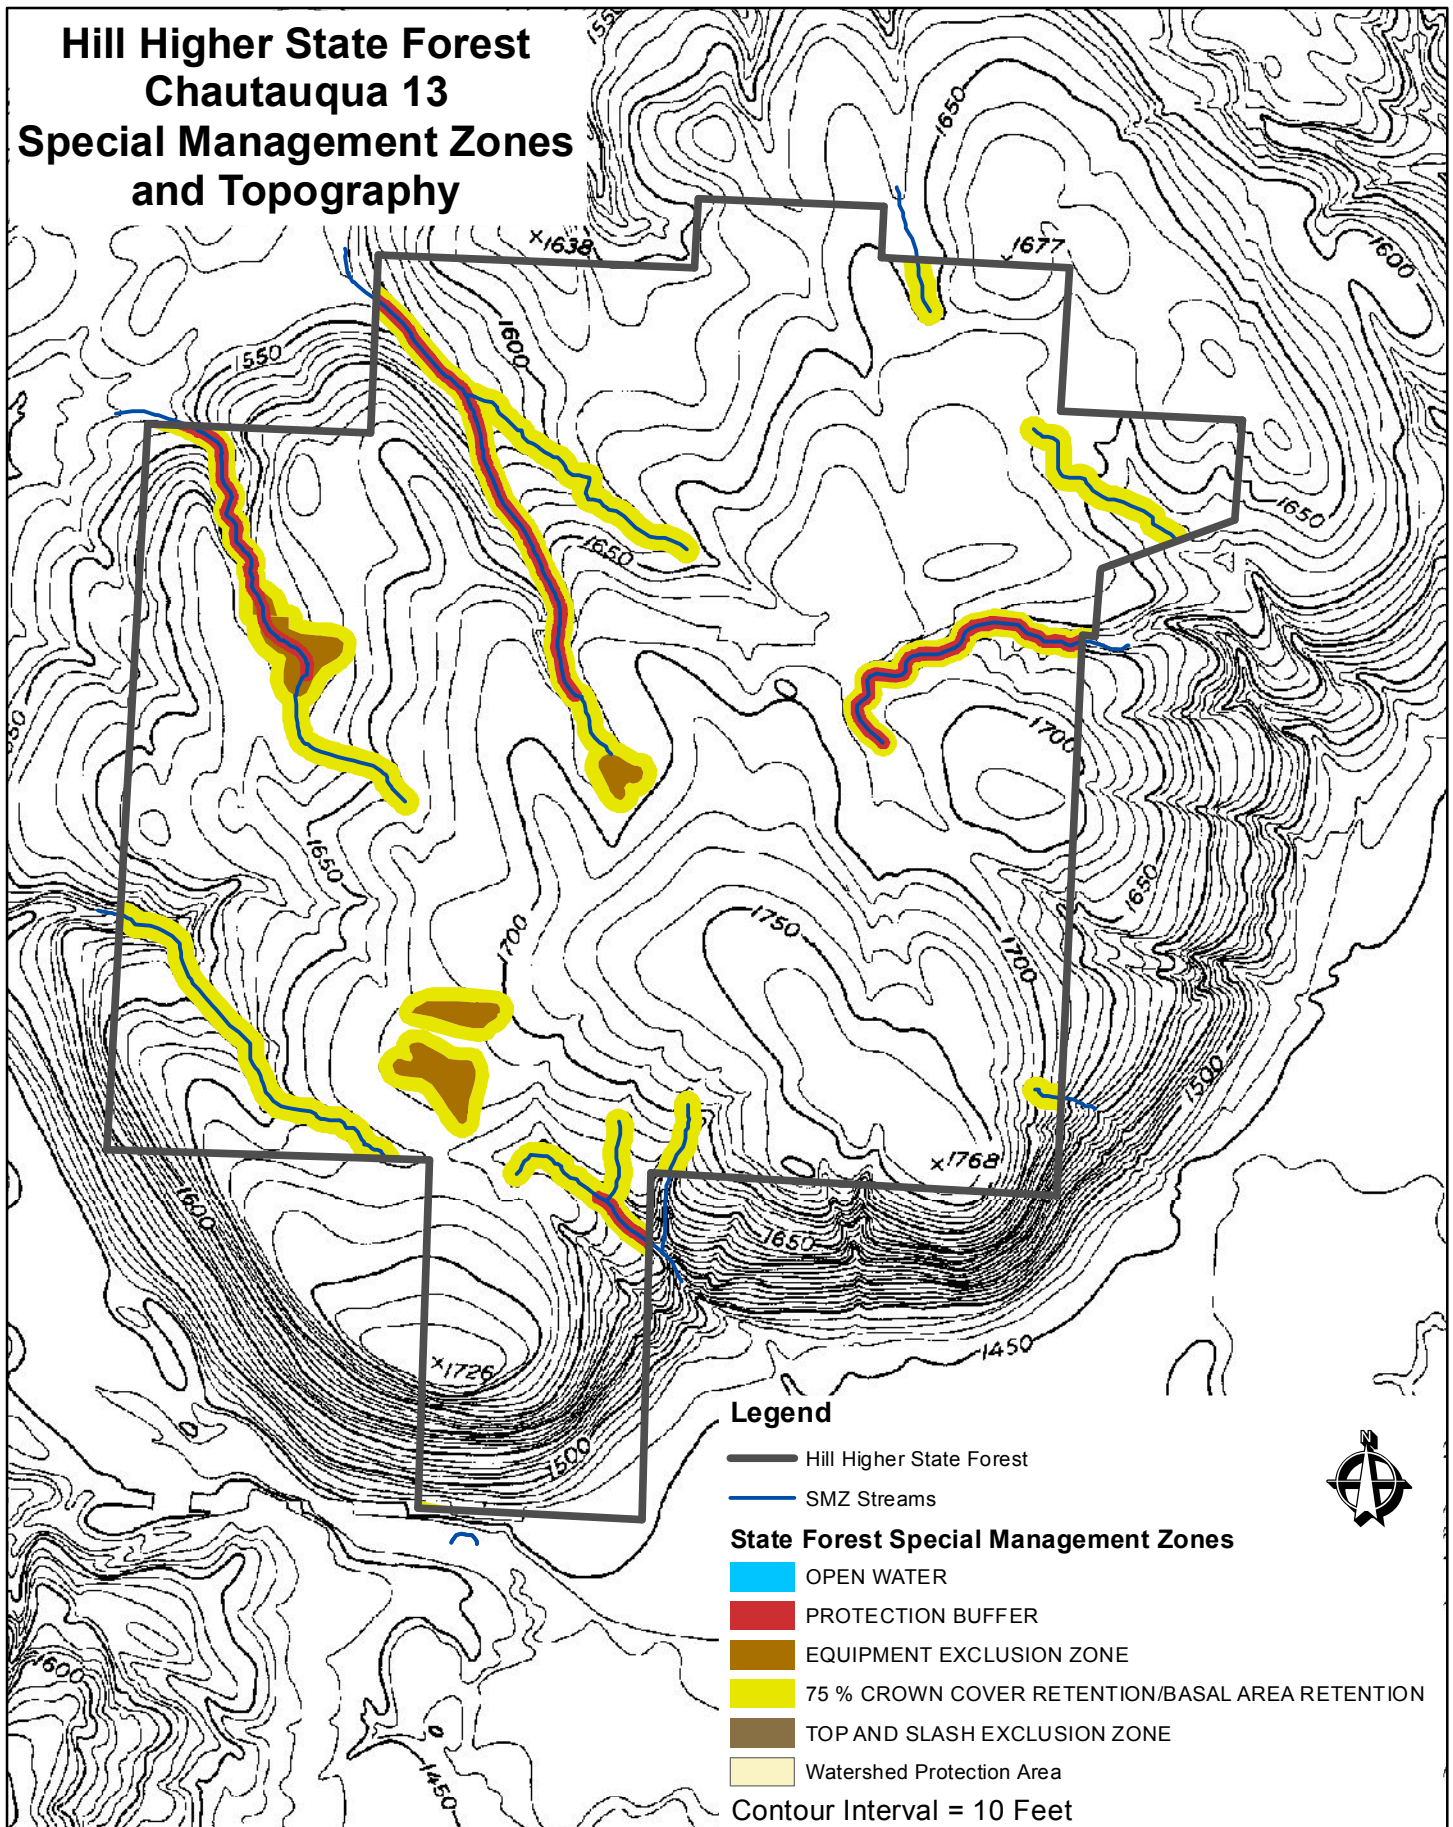 Hill Higher State Forest
Chautauqua 13
Special Management Zones
and Topography
1650
×1638
1677
1600
1600
1550
1650
1650
1700
1650
1650
1750
1700
1700
1500
×1768
1600
1650
1450
×1726
1500
Legend
Hill Higher State Forest
N
SMZ Streams
State Forest Special Management Zones
OPEN WATER
PROTECTION BUFFER
EQUIPMENT EXCLUSION ZONE
75 % CROWN COVER RETENTION/BASAL AREA RETENTION
1600
TOP AND SLASH EXCLUSION ZONE
Watershed Protection Area
1450
Contour Interval = 10 Feet